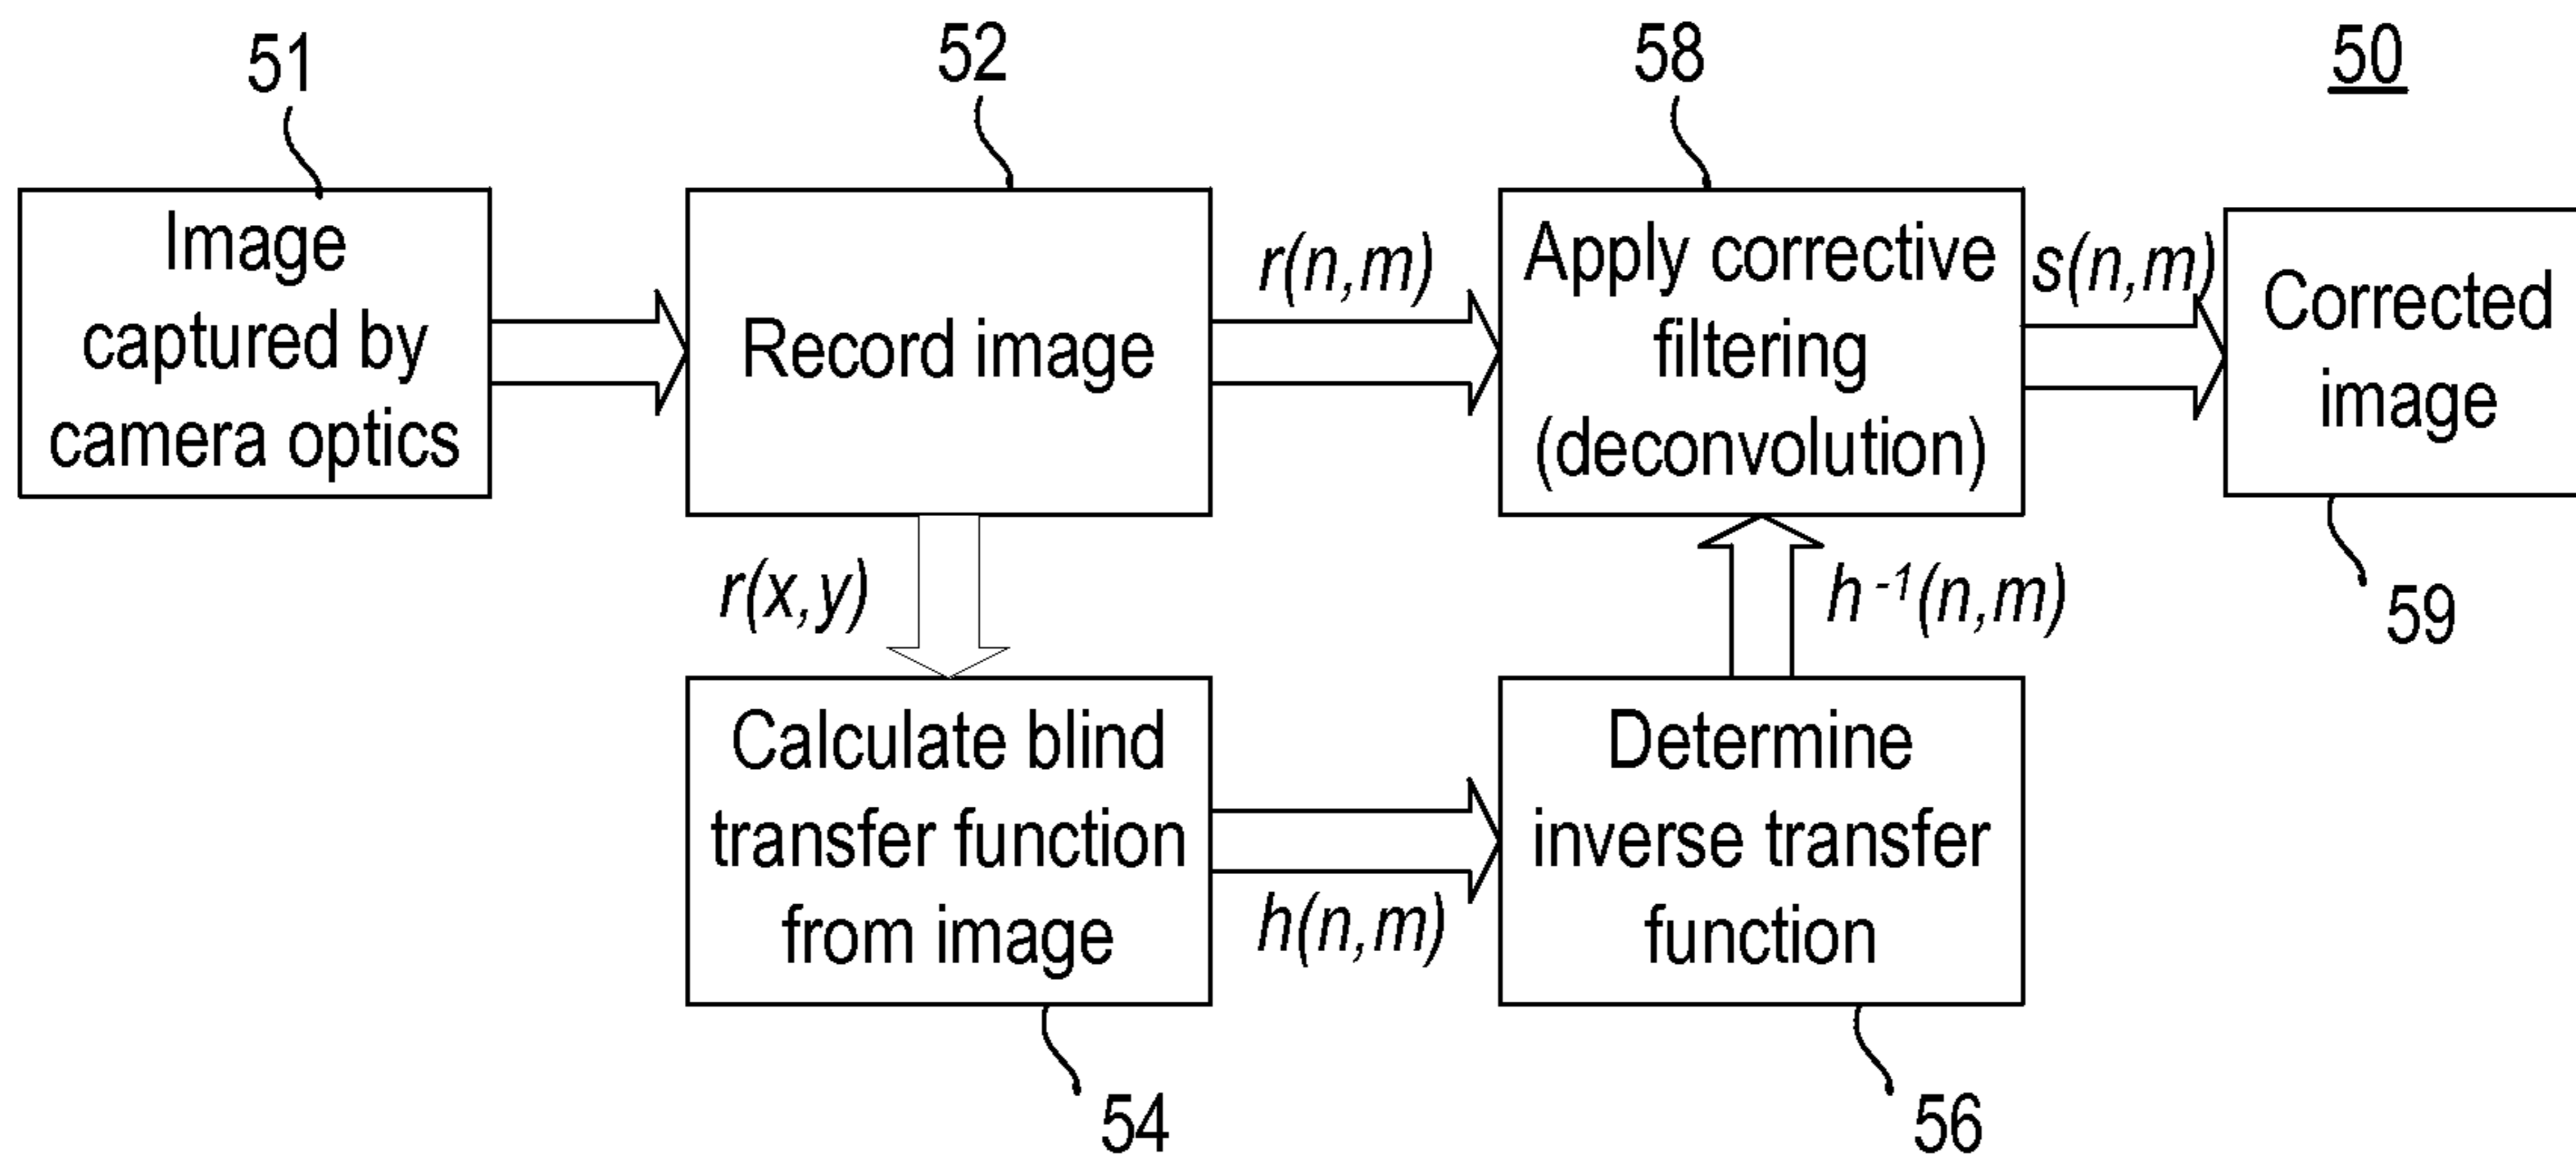 51
52
58
50
Image
captured by
camera optics
Record image
r(n,m)
Apply corrective
filtering
(deconvolution)
s(n,m)
Corrected
image
r(x,y)
h⁻¹(n,m)
59
Calculate blind
transfer function
from image
h(n,m)
Determine
inverse transfer
function
54
56